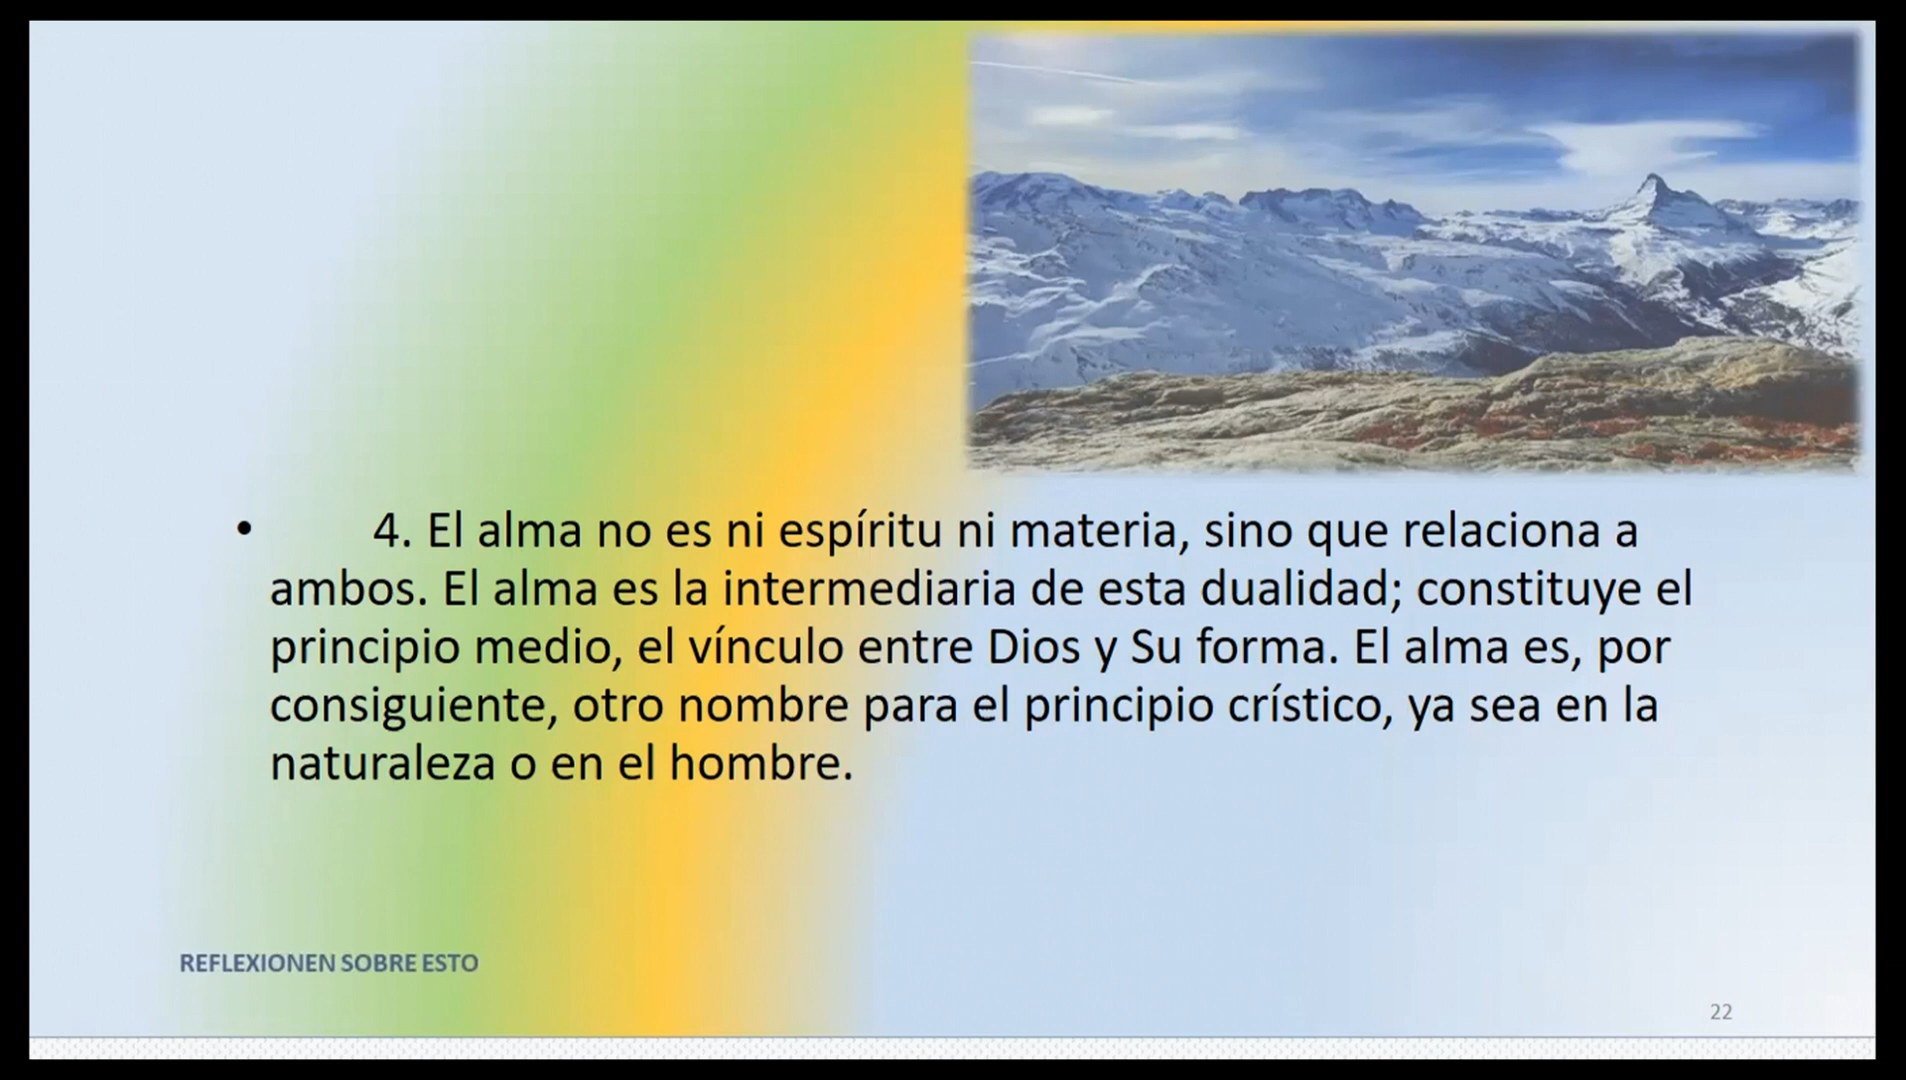 • 4. El alma no es ni espíritu ni materia, sino que relaciona a
ambos. El alma es la intermediaria de esta dualidad; constituye el
principio medio, el vínculo entre Dios y Su forma. El alma es, por
consiguiente, otro nombre para el principio crístico, ya sea en la
naturaleza o en el hombre.
REFLEXIONEN SOBRE ESTO
22